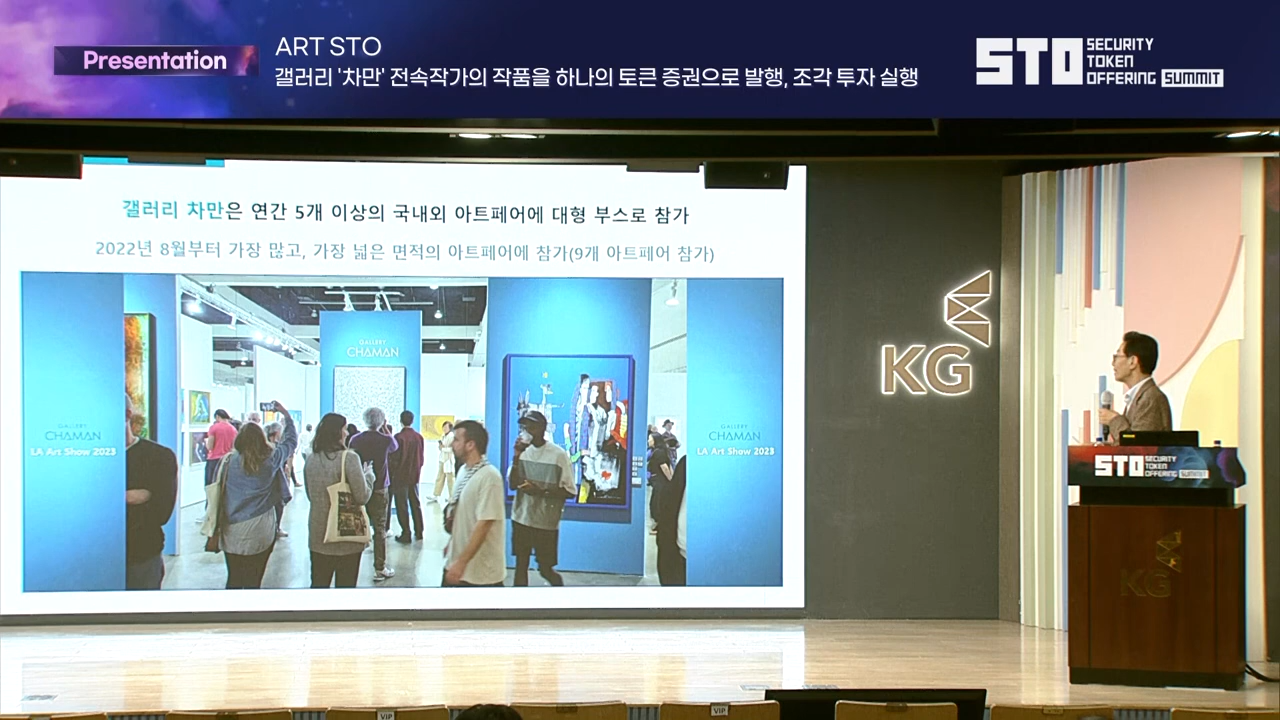 Presentation
ART STO
갤러리 '차만' 전속작가의 작품을 하나의 토큰 증권으로 발행, 조각 투자 실행
STO SECURITY
TOKEN
OFFERING SUMMIT
갤러리 차만은 연간 5개 이상의 국내외 아트페어에 대형 부스로 참가
2022년 8월부터 가장 많고, 가장 넓은 면적의 아트페어에 참가(9개 아트페어 참가)
GALLERY
CHAMAN
GALLERY
CHAMAN
LA Art Show 2023
GALLERY
CHAMAN
LA Art Show 2023
KG
STO SECURITY
TOKEN
OFFERING SUMMIT
KG
VIP
VIP